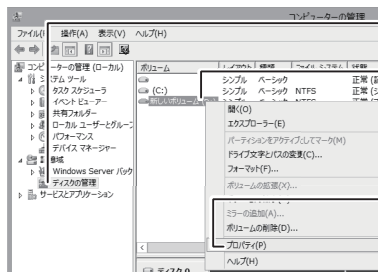 コンピューターの管理
ファイル(F) 操作(A) 表示(V) ヘルプ(H)
コンピューターの管理 (ローカル)
システム ツール
タスク スケジューラ
イベント ビューアー
共有フォルダー
ローカル ユーザーとグループ
パフォーマンス
デバイス マネージャー
記憶域
Windows Server バック
ディスクの管理
サービスとアプリケーション
ボリューム レイアウト 種類 ファイル システム 状態
シンプル ベーシック 正常
(C:) シンプル ベーシック NTFS 正常
新しいボリューム
開く(O)
エクスプローラー(E)
パーティションをアクティブとしてマーク(M)
ドライブ文字とパスの変更(C)...
フォーマット(F)...
ボリュームの拡張(X)...
ミラーの追加(A)...
ボリュームの削除(D)...
プロパティ(P)
ヘルプ(H)
ディスク 0